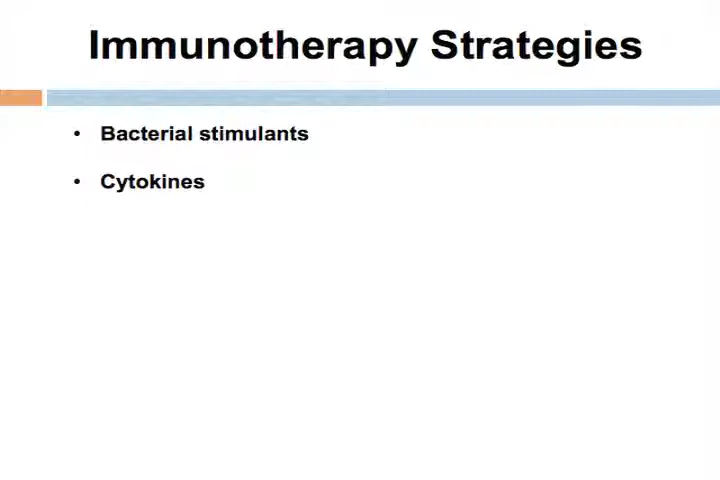 Immunotherapy Strategies
• Bacterial stimulants
• Cytokines